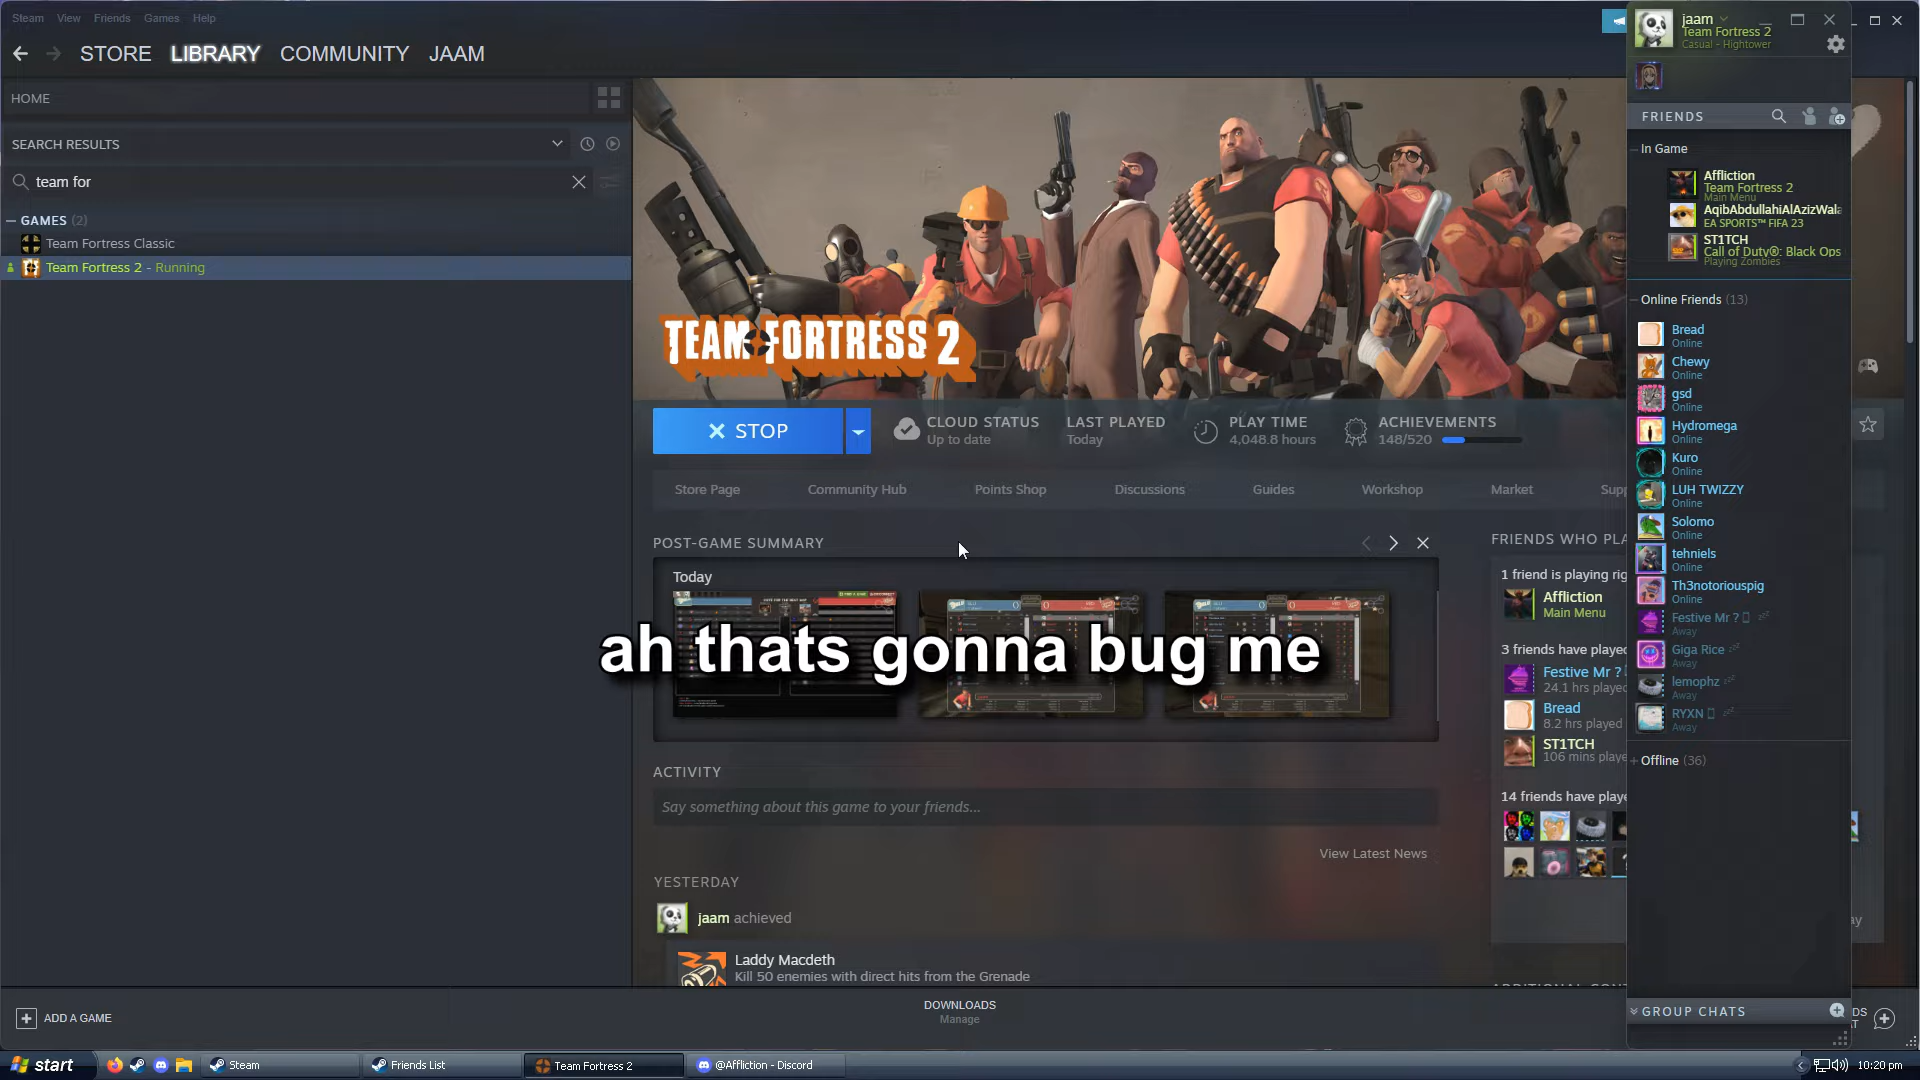 Steam View Friends Games Help
STORE LIBRARY COMMUNITY JAAM
HOME
SEARCH RESULTS
team for
GAMES (2)
Team Fortress Classic
Team Fortress 2 - Running
TEAM FORTRESS 2
STOP
CLOUD STATUS
Up to date
LAST PLAYED
Today
PLAY TIME
4,048.8 hours
ACHIEVEMENTS
148/520
Store Page Community Hub Points Shop Discussions Guides Workshop Market Supp
POST-GAME SUMMARY
Today
ah thats gonna bug me
ACTIVITY
Say something about this game to your friends...
View Latest News
YESTERDAY
jaam achieved
Laddy Macdeth
Kill 50 enemies with direct hits from the Grenade
FRIENDS WHO PLA
1 friend is playing rig
Affliction
Main Menu
3 friends have played
Festive Mr ?
24.1 hrs played
Bread
8.2 hrs played
ST1TCH
106 mins playe
14 friends have playe
jaam
Team Fortress 2
Casual - Hightower
FRIENDS
In Game
Affliction
Team Fortress 2
Main Menu
AqibAbdullahiAlAzizWala
EA SPORTS™ FIFA 23
ST1TCH
Call of Duty®: Black Ops
Playing Zombies
Online Friends (13)
Bread
Online
Chewy
Online
gsd
Online
Hydromega
Online
Kuro
Online
LUH TWIZZY
Online
Solomo
Online
tehniels
Online
Th3notoriouspig
Online
Festive Mr ?
Away
Giga Rice
Away
lemophz
Away
RYXN
Away
Offline (36)
GROUP CHATS
ADD A GAME
DOWNLOADS
Manage
start
Steam
Friends List
Team Fortress 2
@Affliction - Discord
10:20 pm